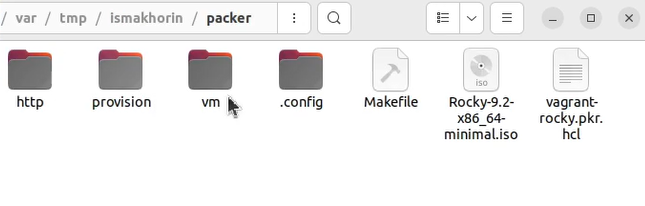 / var / tmp / ismakhorin / packer
http
provision
vm
.config
Makefile
Rocky-9.2-
x86_64-
minimal.iso
vagrant-
rocky.pkr.
hcl
iso